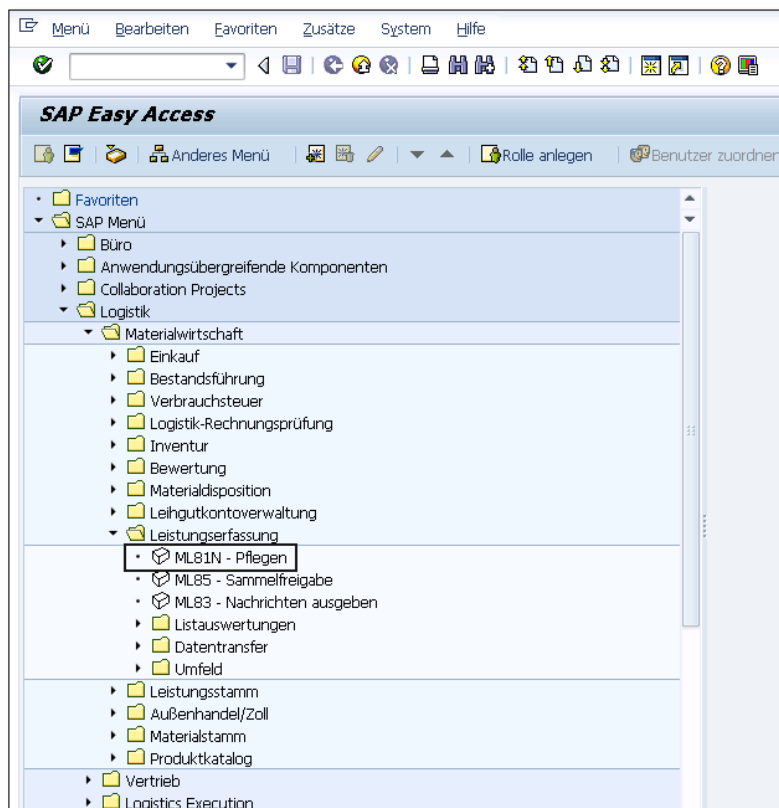 Menü Bearbeiten Favoriten Zusätze System Hilfe
SAP Easy Access
Anderes Menü Rolle anlegen Benutzer zuordnen
Favoriten
SAP Menü
Büro
Anwendungsübergreifende Komponenten
Collaboration Projects
Logistik
Materialwirtschaft
Einkauf
Bestandsführung
Verbrauchsteuer
Logistik-Rechnungsprüfung
Inventur
Bewertung
Materialdisposition
Leihgutkontoverwaltung
Leistungserfassung
ML81N - Pflegen
ML85 - Sammelfreigabe
ML83 - Nachrichten ausgeben
Listauswertungen
Datentransfer
Umfeld
Leistungsstamm
Außenhandel/Zoll
Materialstamm
Produktkatalog
Vertrieb
Logistics Execution